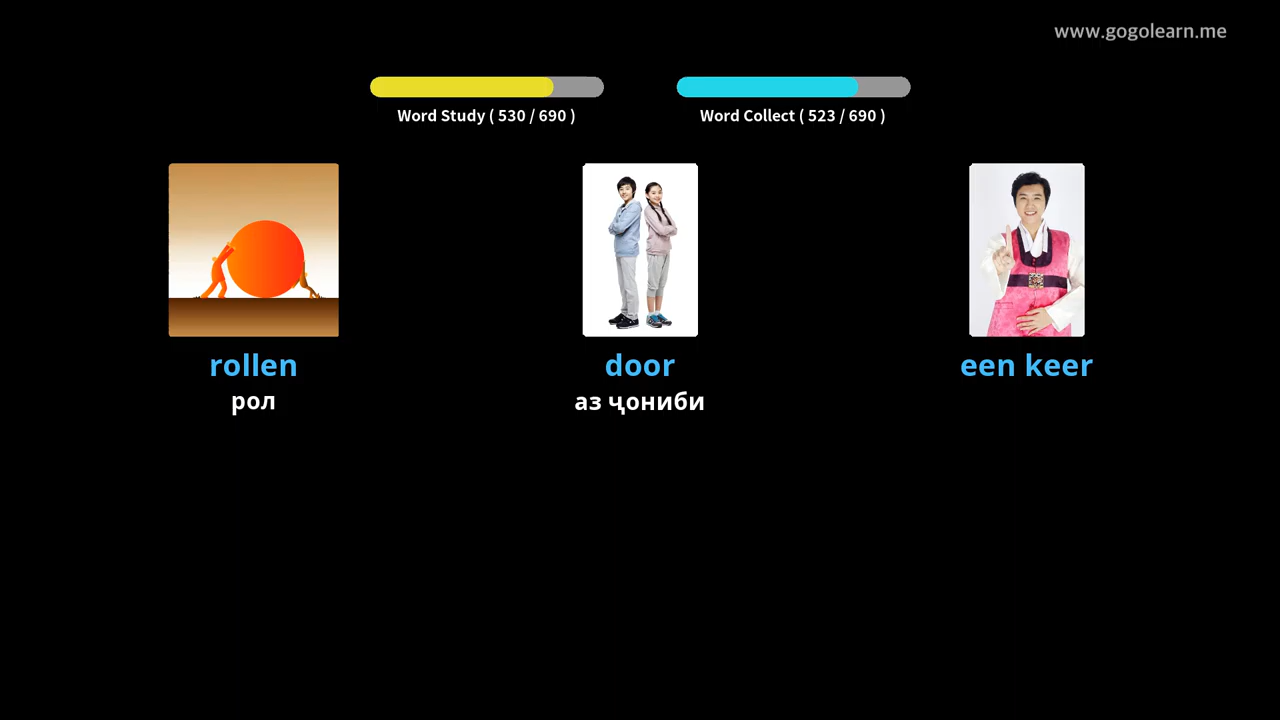 www.gogolearn.me
Word Study ( 530 / 690 )
Word Collect ( 523 / 690 )
rollen
рол
door
аз ҷониби
een keer